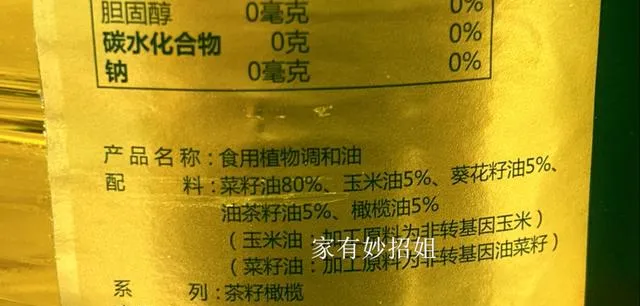 胆固醇 0毫克 0%
碳水化合物 0克 0%
钠 0毫克 0%
产品名称：食用植物调和油
配 料：菜籽油80%、玉米油5%、葵花籽油5%、
油茶籽油5%、橄榄油5%
（玉米油：加工原料为非转基因玉米）
家有妙招姐
（菜籽油：加工原料为非转基因油菜籽）
系 列：茶籽橄榄